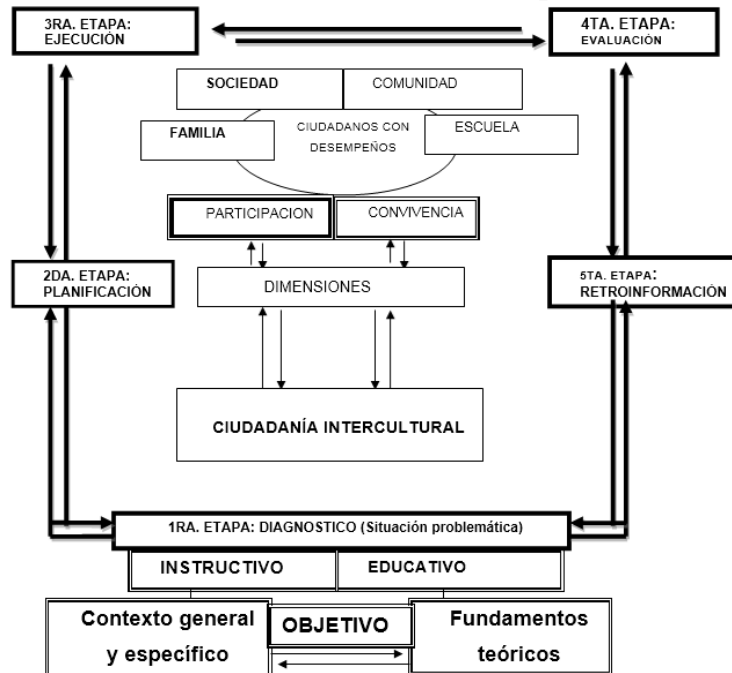 3RA. ETAPA:
EJECUCIÓN
4TA. ETAPA:
EVALUACIÓN
SOCIEDAD
COMUNIDAD
FAMILIA
CIUDADANOS CON
DESEMPEÑOS
ESCUELA
PARTICIPACION
CONVIVENCIA
2DA. ETAPA:
PLANIFICACIÓN
DIMENSIONES
5TA. ETAPA:
RETROINFORMACIÓN
CIUDADANÍA INTERCULTURAL
1RA. ETAPA: DIAGNOSTICO (Situación problemática)
INSTRUCTIVO
EDUCATIVO
Contexto general
y específico
OBJETIVO
Fundamentos
teóricos